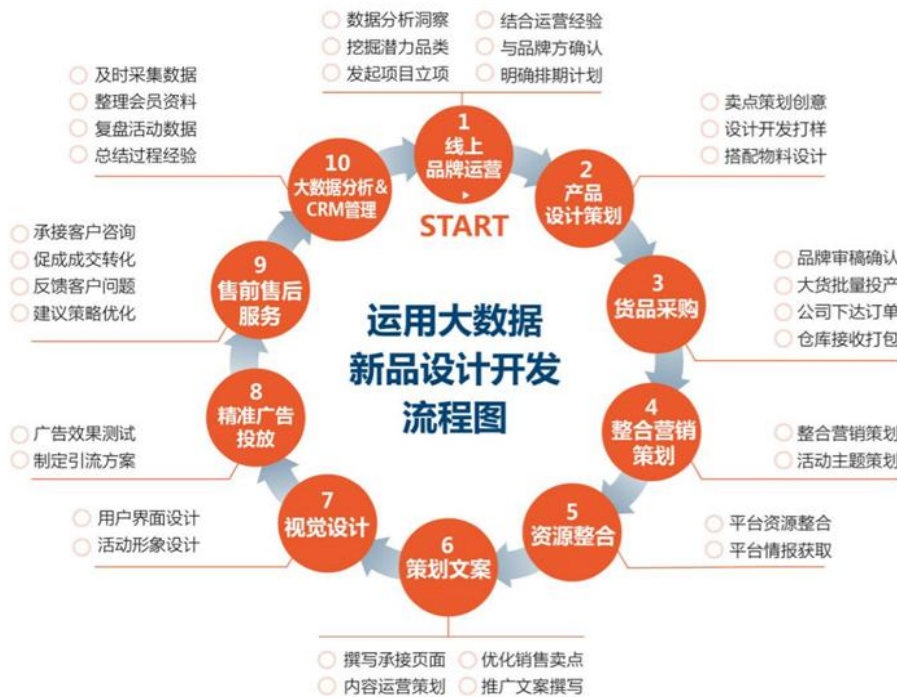 数据分析洞察
挖掘潜力品类
发起项目立项
结合运营经验
与品牌方确认
明确排期计划
1
线上
品牌运营
START
卖点策划创意
设计开发打样
搭配物料设计
2
产品
设计策划
品牌审稿确认
大货批量投产
公司下达订单
仓库接收打包
3
货品采购
4
整合营销
策划
整合营销策划
活动主题策划
5
资源整合
平台资源整合
平台情报获取
6
策划文案
撰写承接页面
内容运营策划
优化销售卖点
推广文案撰写
7
视觉设计
用户界面设计
活动形象设计
8
精准广告
投放
广告效果测试
制定引流方案
9
售前售后
服务
承接客户咨询
促成成交转化
反馈客户问题
建议策略优化
10
大数据分析&
CRM管理
及时采集数据
整理会员资料
复盘活动数据
总结过程经验
运用大数据
新品设计开发
流程图